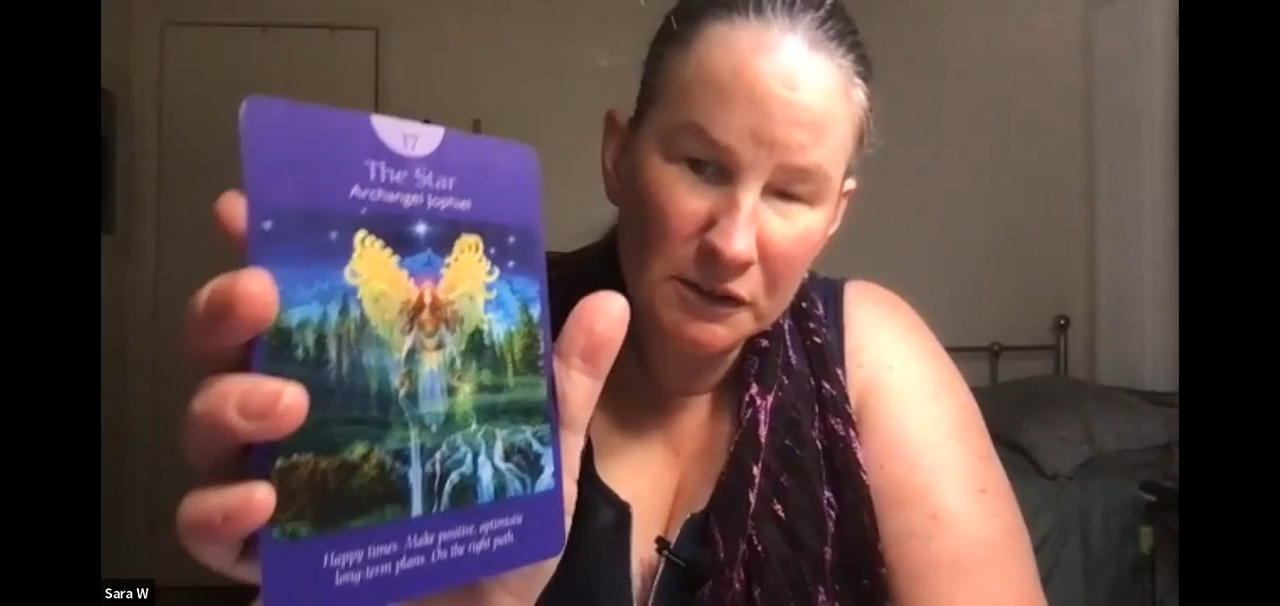 17
The Star
Archangel Jophiel
Happy times. Make positive, optimistic
long-term plans. On the right path.
Sara W